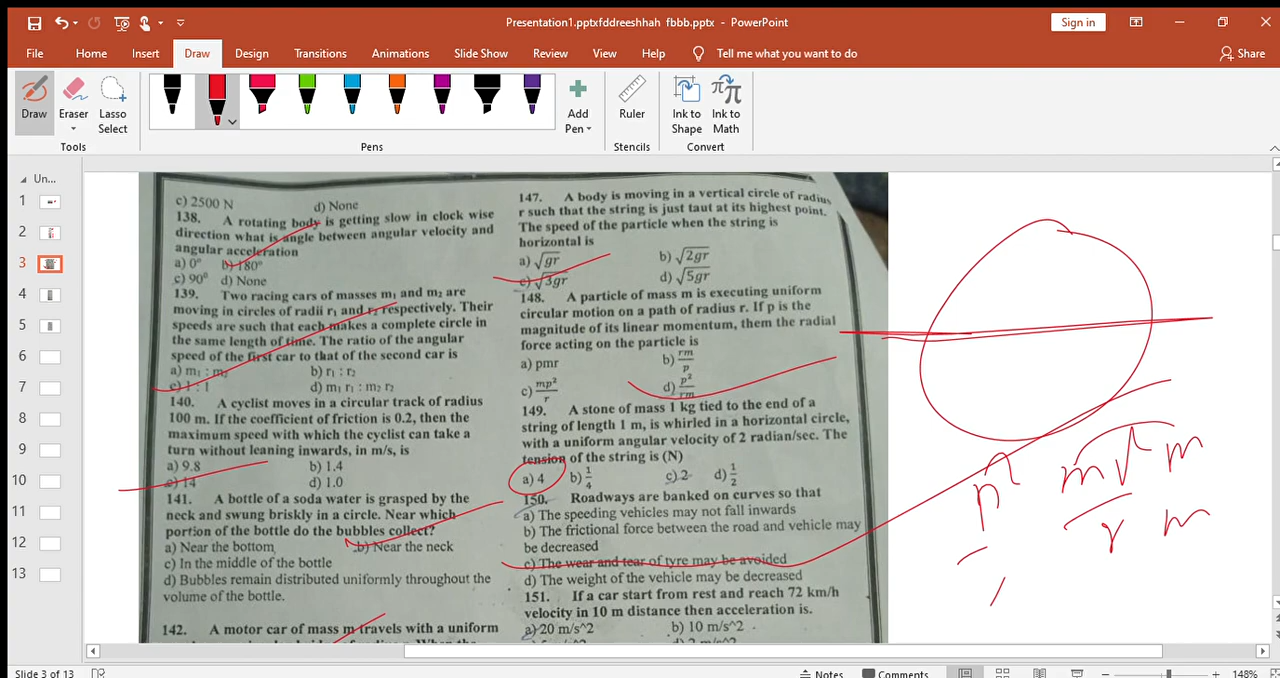 Presentation1.pptxfddreeshhah fbbb.pptx - PowerPoint
Sign in
File Home Insert Draw Design Transitions Animations Slide Show Review View Help Tell me what you want to do Share
Draw Eraser Lasso Select Add Pen Ruler Ink to Shape Ink to Math
Tools Pens Stencils Convert
Un...
1
2
3
4
5
6
7
8
9
10
11
12
13
c) 2500 N d) None
138. A rotating body is getting slow in clock wise
direction what is angle between angular velocity and
angular acceleration
a) 0° b) 180°
c) 90° d) None
139. Two racing cars of masses m₁ and m₂ are
moving in circles of radii r₁ and r₂ respectively. Their
speeds are such that each makes a complete circle in
the same length of time. The ratio of the angular
speed of the first car to that of the second car is
a) m₁ : m₂ b) r₁ : r₂
c) 1 : 1 d) m₁ r₁ : m₂ r₂
140. A cyclist moves in a circular track of radius
100 m. If the coefficient of friction is 0.2, then the
maximum speed with which the cyclist can take a
turn without leaning inwards, in m/s, is
a) 9.8 b) 1.4
c) 14 d) 1.0
141. A bottle of a soda water is grasped by the
neck and swung briskly in a circle. Near which
portion of the bottle do the bubbles collect?
a) Near the bottom b) Near the neck
c) In the middle of the bottle
d) Bubbles remain distributed uniformly throughout the
volume of the bottle.
142. A motor car of mass m travels with a uniform
147. A body is moving in a vertical circle of radius
r such that the string is just taut at its highest point.
The speed of the particle when the string is
horizontal is
a) √gr b) √2gr
c) √3gr d) √5gr
148. A particle of mass m is executing uniform
circular motion on a path of radius r. If p is the
magnitude of its linear momentum, them the radial
force acting on the particle is
a) pmr b) rm/p
c) mp²/r d) p²/rm
149. A stone of mass 1 kg tied to the end of a
string of length 1 m, is whirled in a horizontal circle,
with a uniform angular velocity of 2 radian/sec. The
tension of the string is (N)
a) 4 b) 1/4 c) 2 d) 1/2
150. Roadways are banked on curves so that
a) The speeding vehicles may not fall inwards
b) The frictional force between the road and vehicle may
be decreased
c) The wear and tear of tyre may be avoided
d) The weight of the vehicle may be decreased
151. If a car start from rest and reach 72 km/h
velocity in 10 m distance then acceleration is.
a) 20 m/s^2 b) 10 m/s^2
m v² m
r m
Slide 3 of 13 Notes Comments 148%